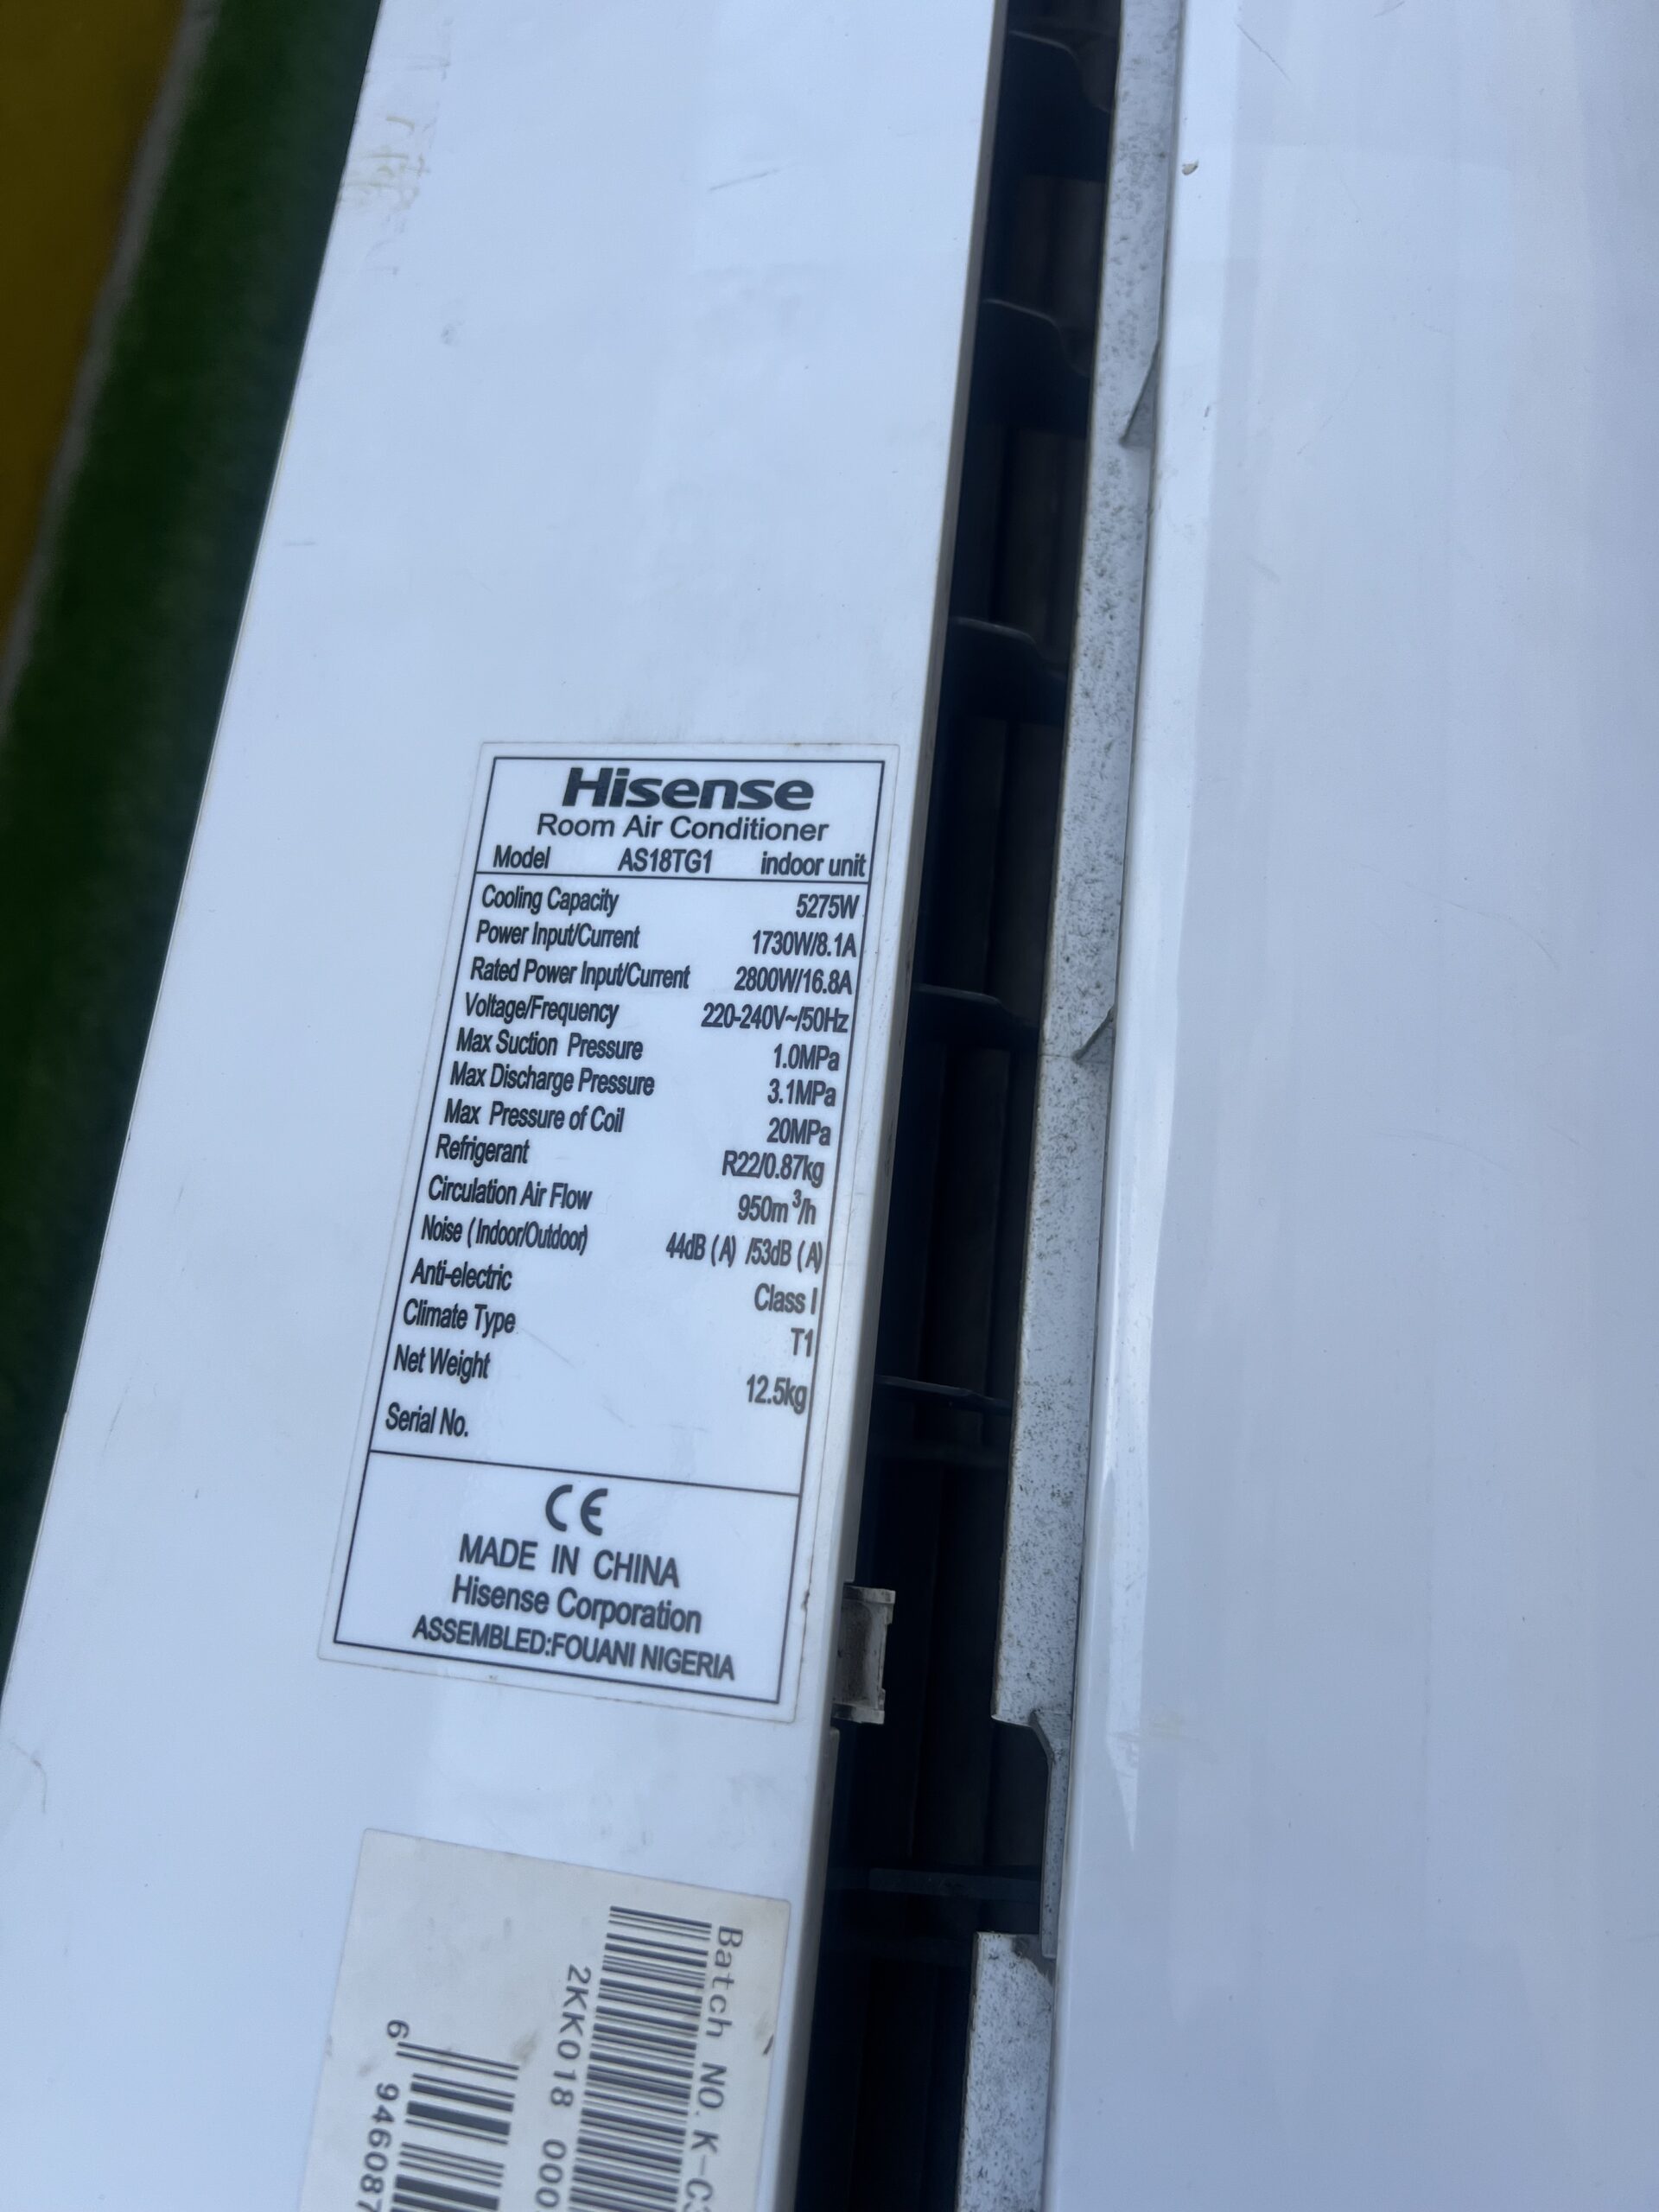 Hisense
Room Air Conditioner
Model AS18TG1 indoor unit
Cooling Capacity 5275W
Power Input/Current 1730W/8.1A
Rated Power Input/Current 2800W/16.8A
Voltage/Frequency 220-240V~/50Hz
Max Suction Pressure 1.0MPa
Max Discharge Pressure 3.1MPa
Max Pressure of Coil 20MPa
Refrigerant R22/0.87kg
Circulation Air Flow 950m³/h
Noise (Indoor/Outdoor) 44dB (A) /53dB (A)
Anti-electric Class I
Climate Type T1
Net Weight 12.5kg
Serial No.
CE
MADE IN CHINA
Hisense Corporation
ASSEMBLED:FOUANI NIGERIA
Batch NO. K-C
2KK018 000
6 946087